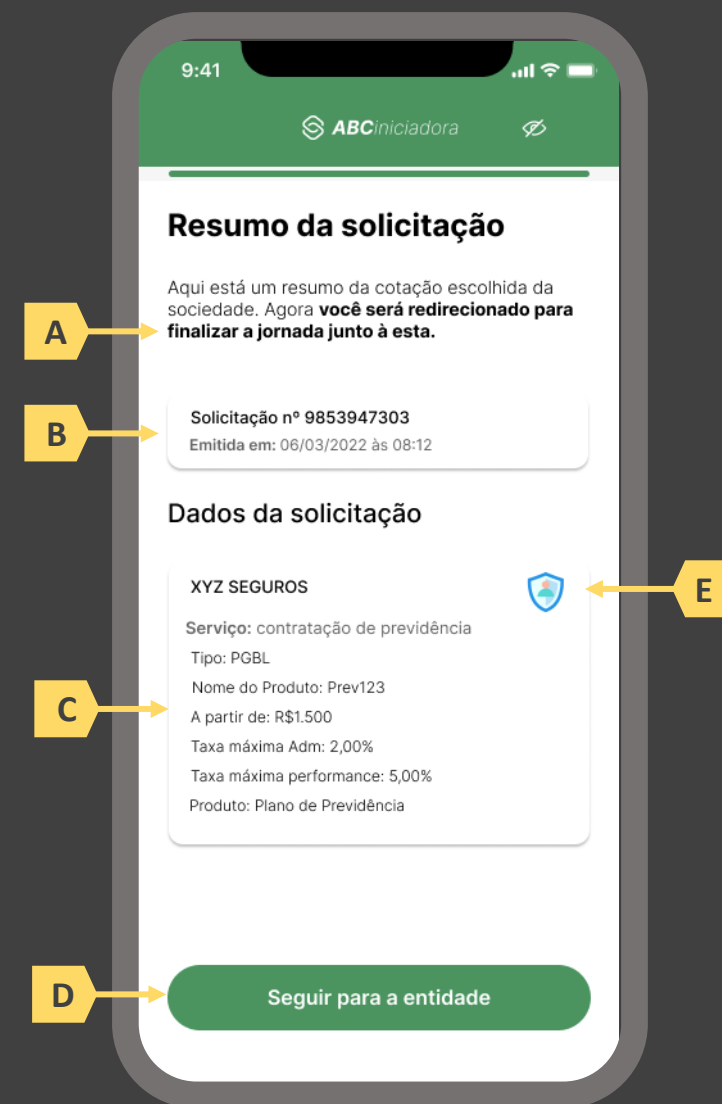 9:41
ABCiniciadora
Resumo da solicitação
Aqui está um resumo da cotação escolhida da
sociedade. Agora você será redirecionado para
finalizar a jornada junto à esta.
A
Solicitação nº 9853947303
Emitida em: 06/03/2022 às 08:12
B
Dados da solicitação
XYZ SEGUROS
E
Serviço: contratação de previdência
Tipo: PGBL
Nome do Produto: Prev123
C
A partir de: R$1.500
Taxa máxima Adm: 2,00%
Taxa máxima performance: 5,00%
Produto: Plano de Previdência
D
Seguir para a entidade